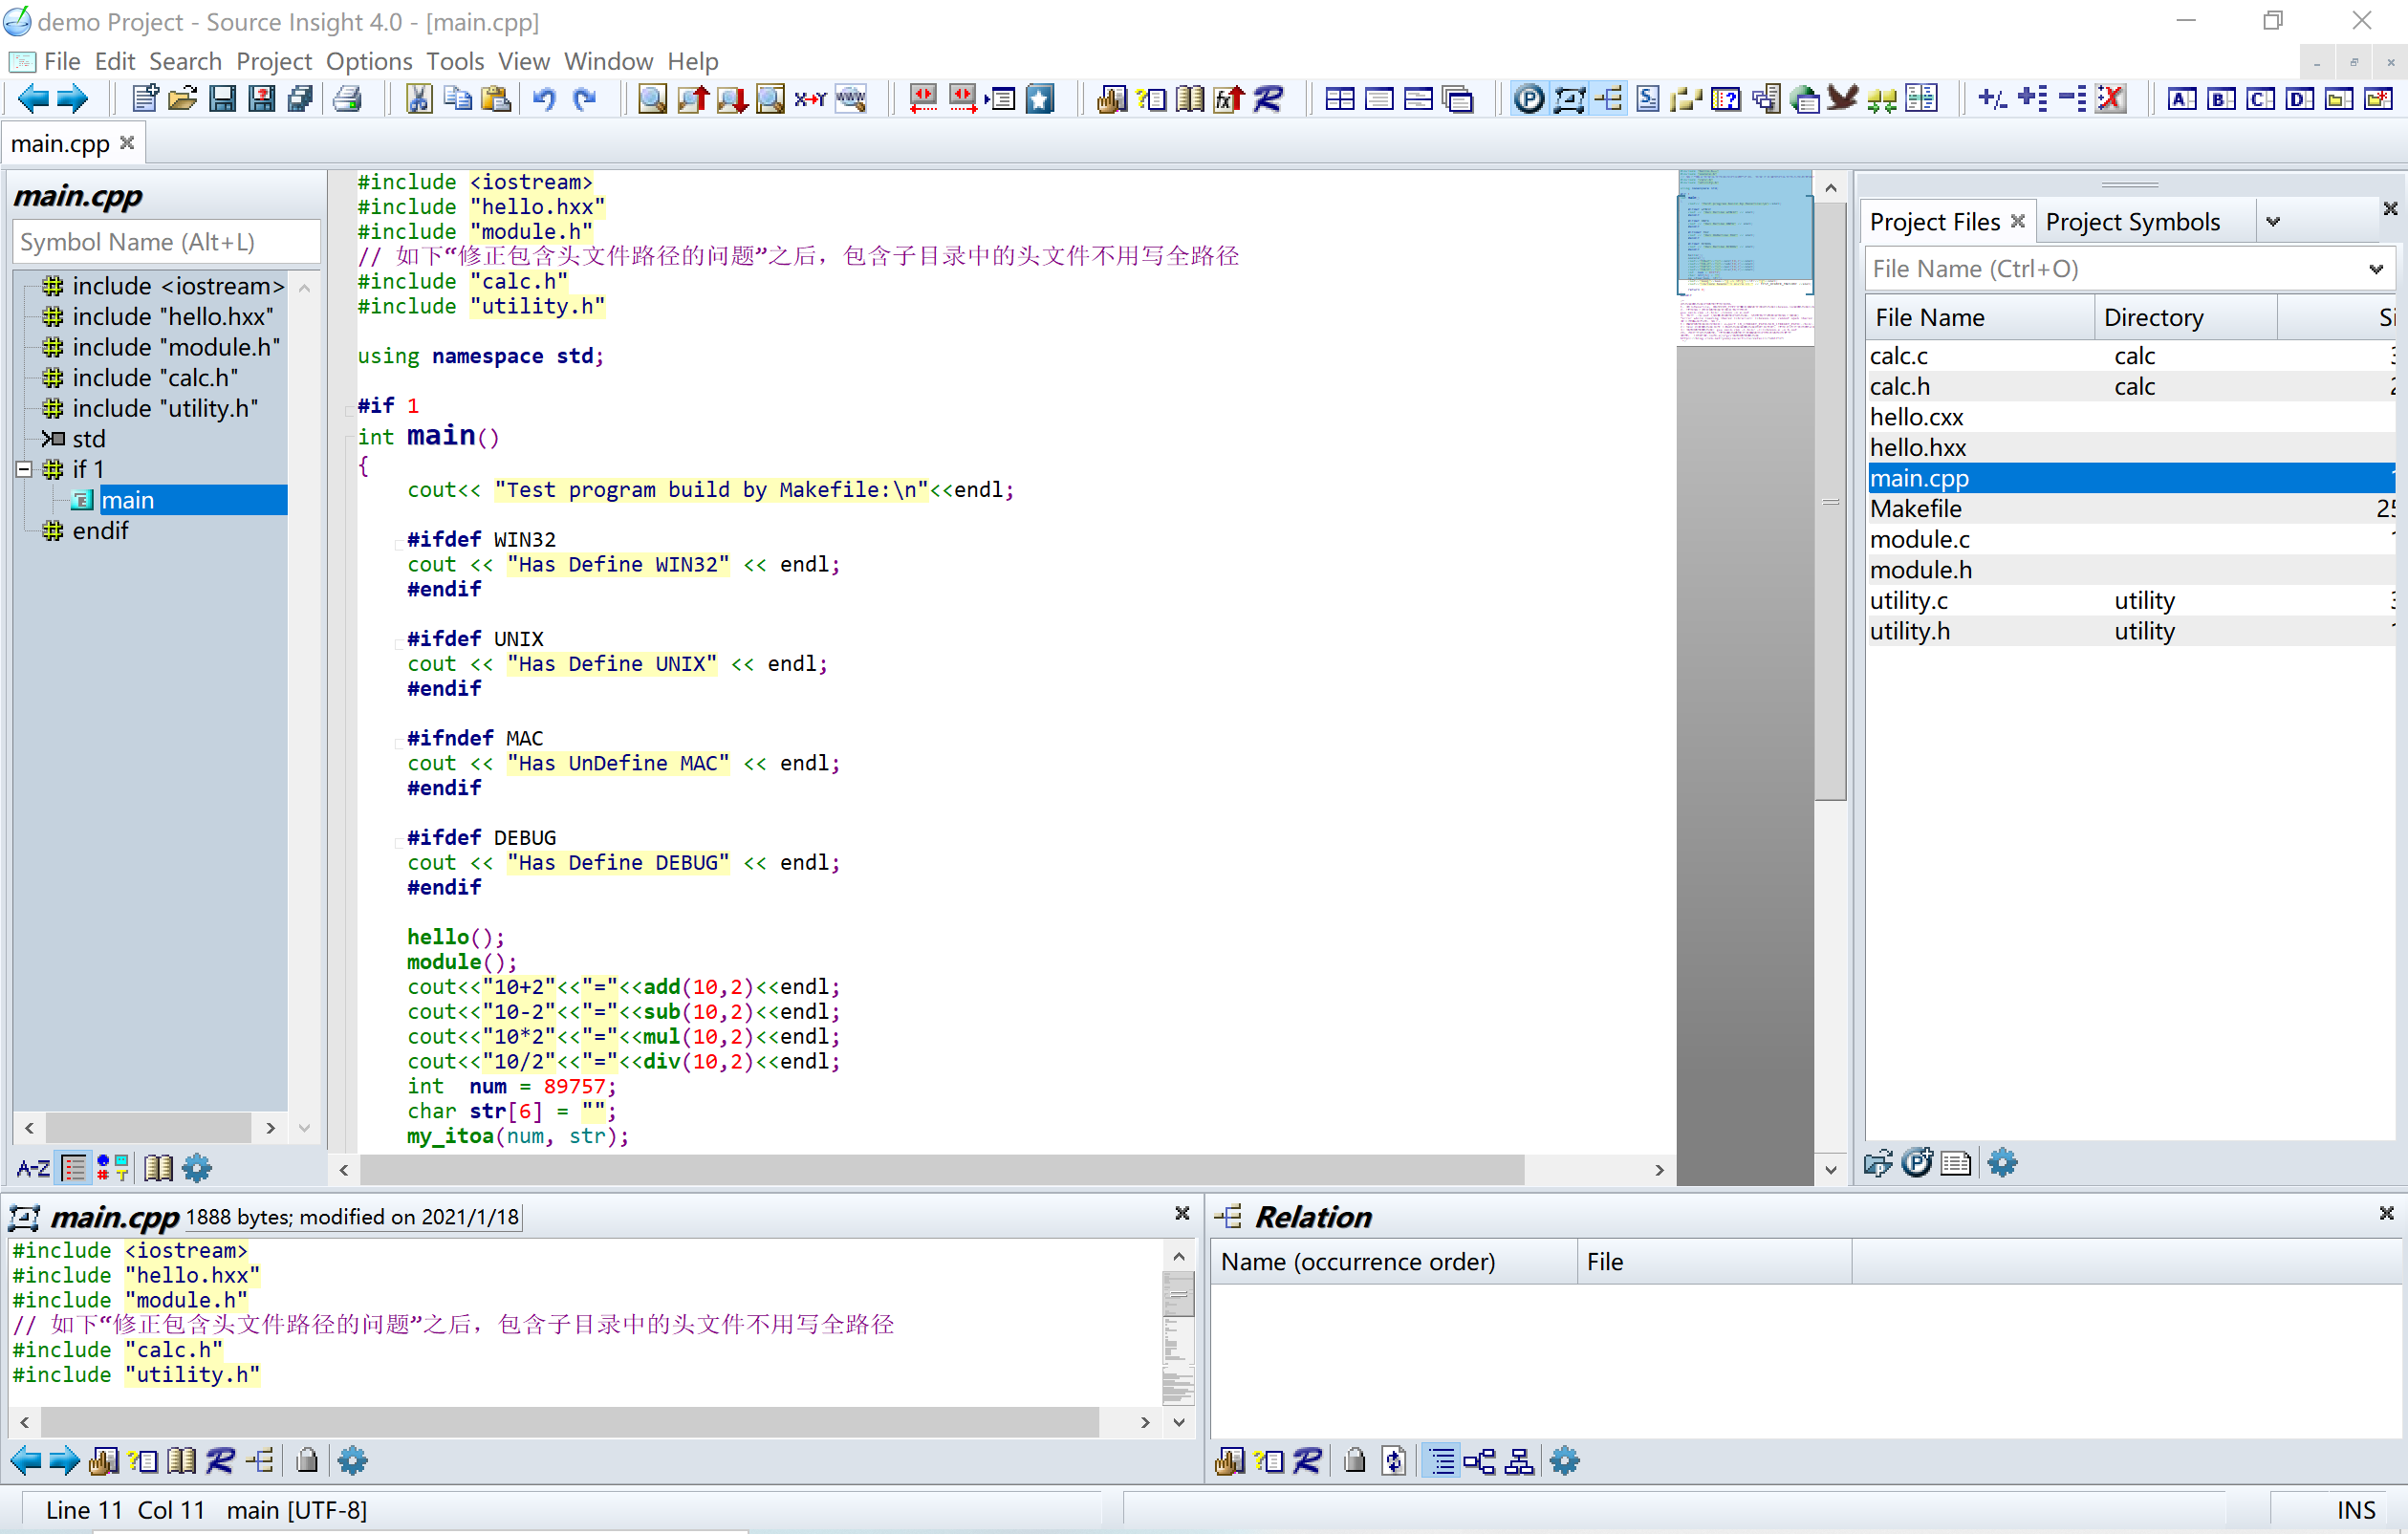 demo Project - Source Insight 4.0 - [main.cpp]
File Edit Search Project Options Tools View Window Help
main.cpp
main.cpp
Symbol Name (Alt+L)
include <iostream>
include "hello.hxx"
include "module.h"
include "calc.h"
include "utility.h"
std
if 1
main
endif
A-Z
#include <iostream>
#include "hello.hxx"
#include "module.h"
// 如下“修正包含头文件路径的问题”之后，包含子目录中的头文件不用写全路径
#include "calc.h"
#include "utility.h"
using namespace std;
#if 1
int main()
{
cout<< "Test program build by Makefile:\n"<<endl;
#ifdef WIN32
cout << "Has Define WIN32" << endl;
#endif
#ifdef UNIX
cout << "Has Define UNIX" << endl;
#endif
#ifndef MAC
cout << "Has UnDefine MAC" << endl;
#endif
#ifdef DEBUG
cout << "Has Define DEBUG" << endl;
#endif
hello();
module();
cout<<"10+2"<<"="<<add(10,2)<<endl;
cout<<"10-2"<<"="<<sub(10,2)<<endl;
cout<<"10*2"<<"="<<mul(10,2)<<endl;
cout<<"10/2"<<"="<<div(10,2)<<endl;
int  num = 89757;
char str[6] = "";
my_itoa(num, str);
Project Files
Project Symbols
File Name (Ctrl+O)
File Name Directory
calc.c calc
calc.h calc
hello.cxx
hello.hxx
main.cpp
Makefile
module.c
module.h
utility.c utility
utility.h utility
main.cpp 1888 bytes; modified on 2021/1/18
#include <iostream>
#include "hello.hxx"
#include "module.h"
// 如下“修正包含头文件路径的问题”之后，包含子目录中的头文件不用写全路径
#include "calc.h"
#include "utility.h"
Relation
Name (occurrence order) File
Line 11 Col 11 main [UTF-8]
INS